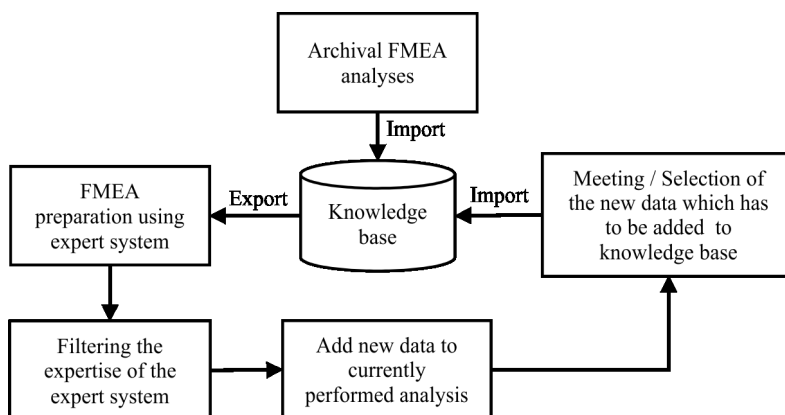 Archival FMEA
analyses
Import
FMEA
preparation using
expert system
Export
Knowledge
base
Import
Meeting / Selection of
the new data which has
to be added to
knowledge base
Filtering the
expertise of the
expert system
Add new data to
currently
performed analysis